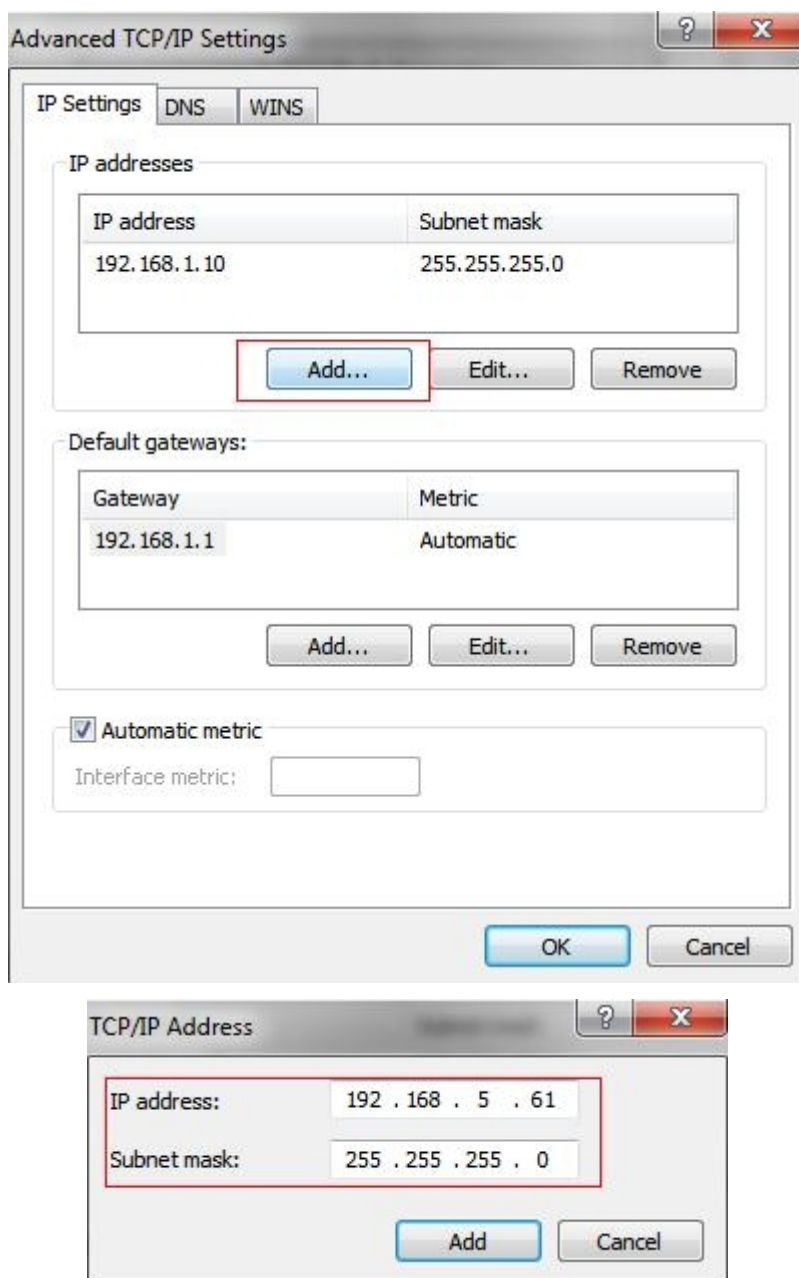 Advanced TCP/IP Settings
IP Settings DNS WINS
IP addresses
IP address Subnet mask
192.168.1.10 255.255.255.0
Add... Edit... Remove
Default gateways:
Gateway Metric
192.168.1.1 Automatic
Add... Edit... Remove
Automatic metric
Interface metric:
OK Cancel
TCP/IP Address
IP address: 192 . 168 . 5 . 61
Subnet mask: 255 . 255 . 255 . 0
Add Cancel